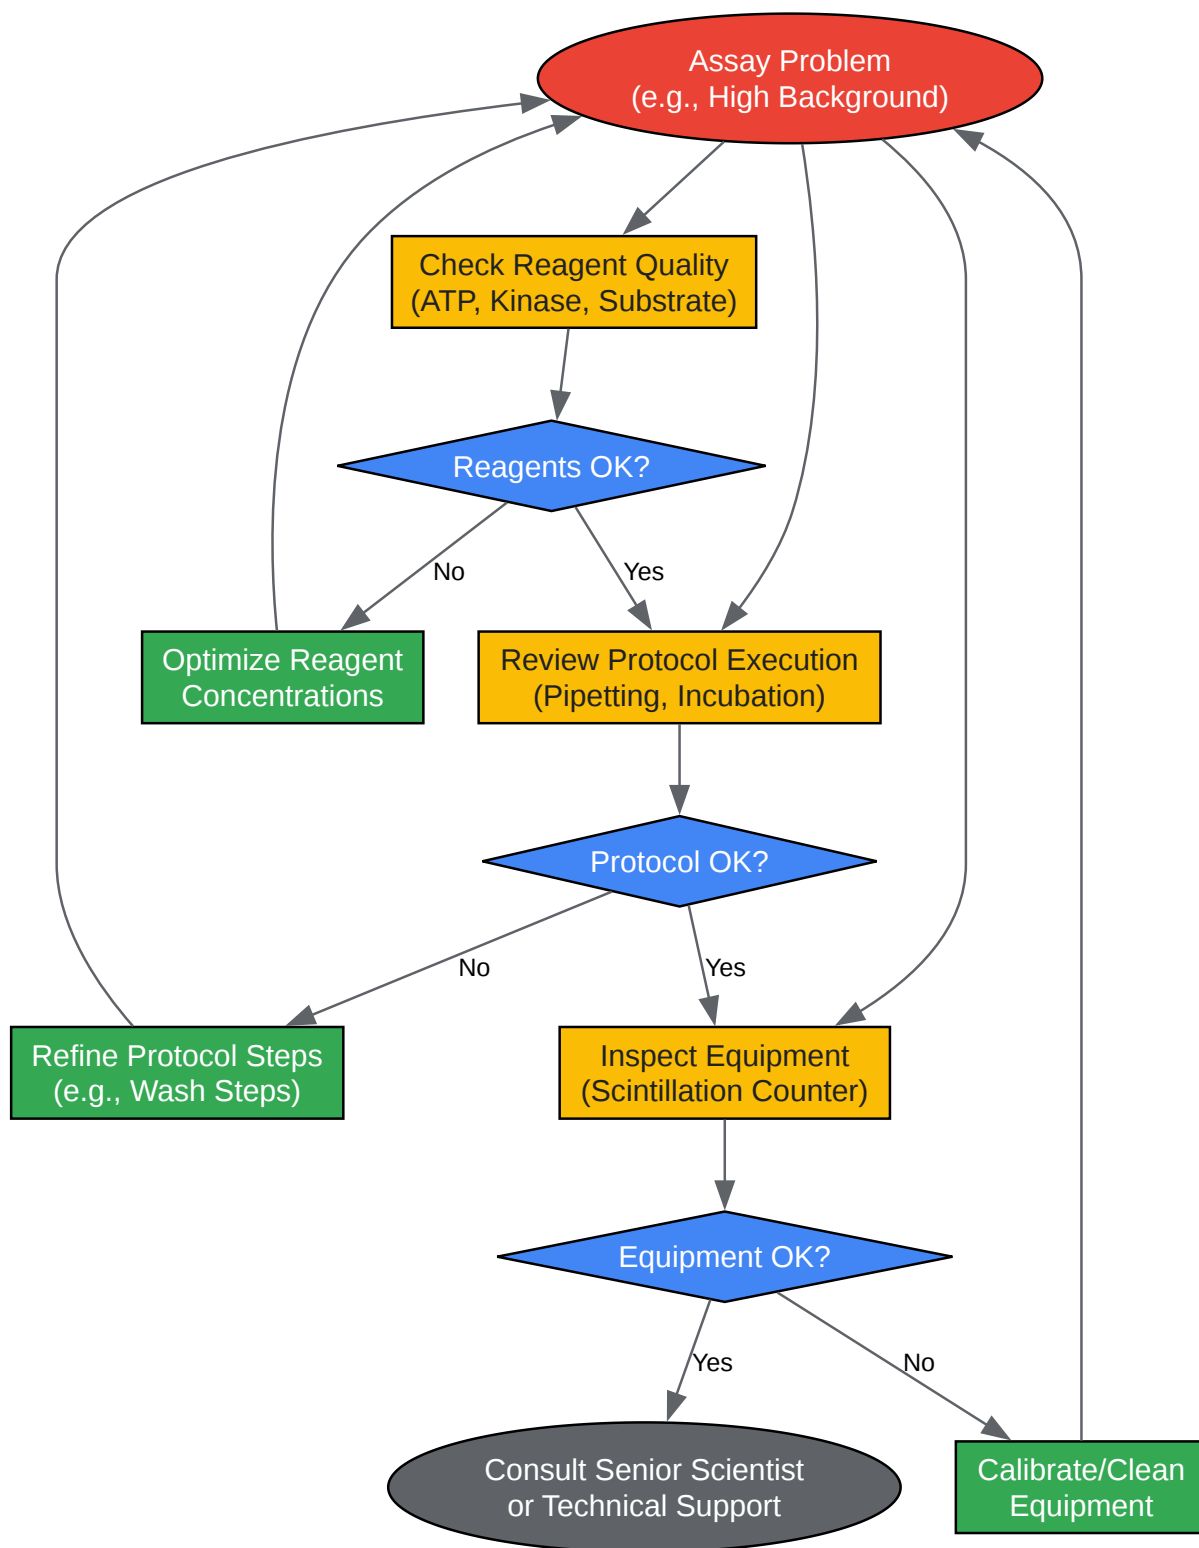 Assay Problem
(e.g., High Background)
Check Reagent Quality
(ATP, Kinase, Substrate)
Reagents OK?
No
Yes
Optimize Reagent
Concentrations
Review Protocol Execution
(Pipetting, Incubation)
Protocol OK?
No
Yes
Refine Protocol Steps
(e.g., Wash Steps)
Inspect Equipment
(Scintillation Counter)
Equipment OK?
Yes
No
Consult Senior Scientist
or Technical Support
Calibrate/Clean
Equipment